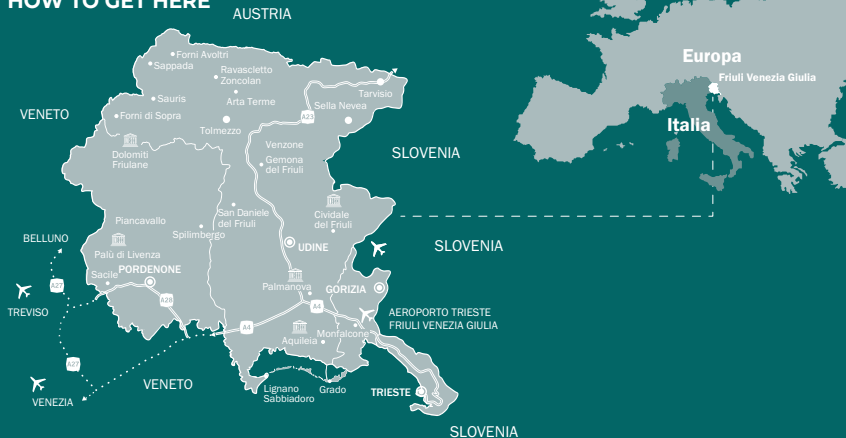 HOW TO GET HERE
AUSTRIA
Forni Avoltri
Sappada
Ravascletto
Zoncolan
Tarvisio
Sauris
Arta Terme
Sella Nevea
Forni di Sopra
A23
VENETO
Tolmezzo
Venzone
Dolomiti
Friulane
Gemona
del Friuli
SLOVENIA
Piancavallo
San Daniele
del Friuli
Cividale
del Friuli
Spilimbergo
BELLUNO
UDINE
SLOVENIA
Palù di Livenza
PORDENONE
Sacile
A27
A28
Palmanova
GORIZIA
TREVISO
A4
A4
AEROPORTO TRIESTE
FRIULI VENEZIA GIULIA
Aquileia
Monfalcone
A27
VENETO
VENEZIA
Lignano
Sabbiadoro
Grado
TRIESTE
SLOVENIA
Europa
Friuli Venezia Giulia
Italia